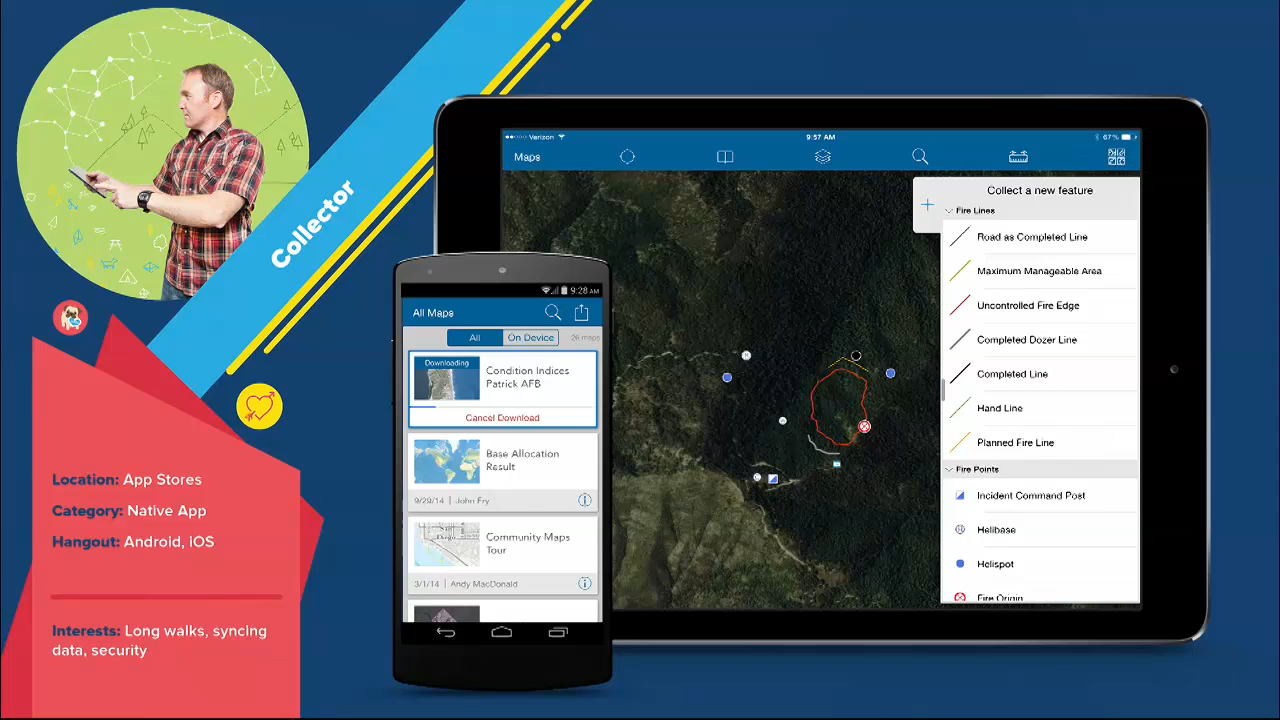 Collector
Location: App Stores
Category: Native App
Hangout: Android, iOS
Interests: Long walks, syncing
data, security
9:28 AM
All Maps
All
On Device
26 maps
Downloading
Condition Indices
Patrick AFB
Cancel Download
Base Allocation
Result
9/29/14 | John Fry
Community Maps
Tour
3/1/14 | Andy MacDonald
Verizon
9:57 AM
67%
Maps
Collect a new feature
Fire Lines
Road as Completed Line
Maximum Manageable Area
Uncontrolled Fire Edge
Completed Dozer Line
Completed Line
Hand Line
Planned Fire Line
Fire Points
Incident Command Post
Helibase
Helispot
Fire Origin